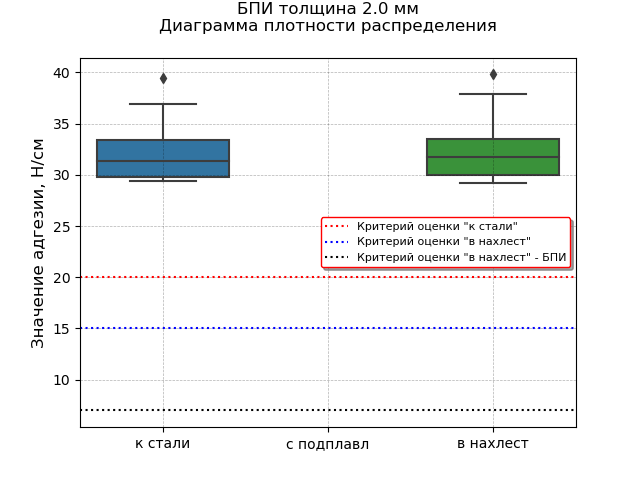 БПИ толщина 2.0 мм
Диаграмма плотности распределения
Значение адгезии, Н/см
40
35
30
25
20
15
10
Критерий оценки "к стали"
Критерий оценки "в нахлест"
Критерий оценки "в нахлест" - БПИ
к стали
с подплавл
в нахлест